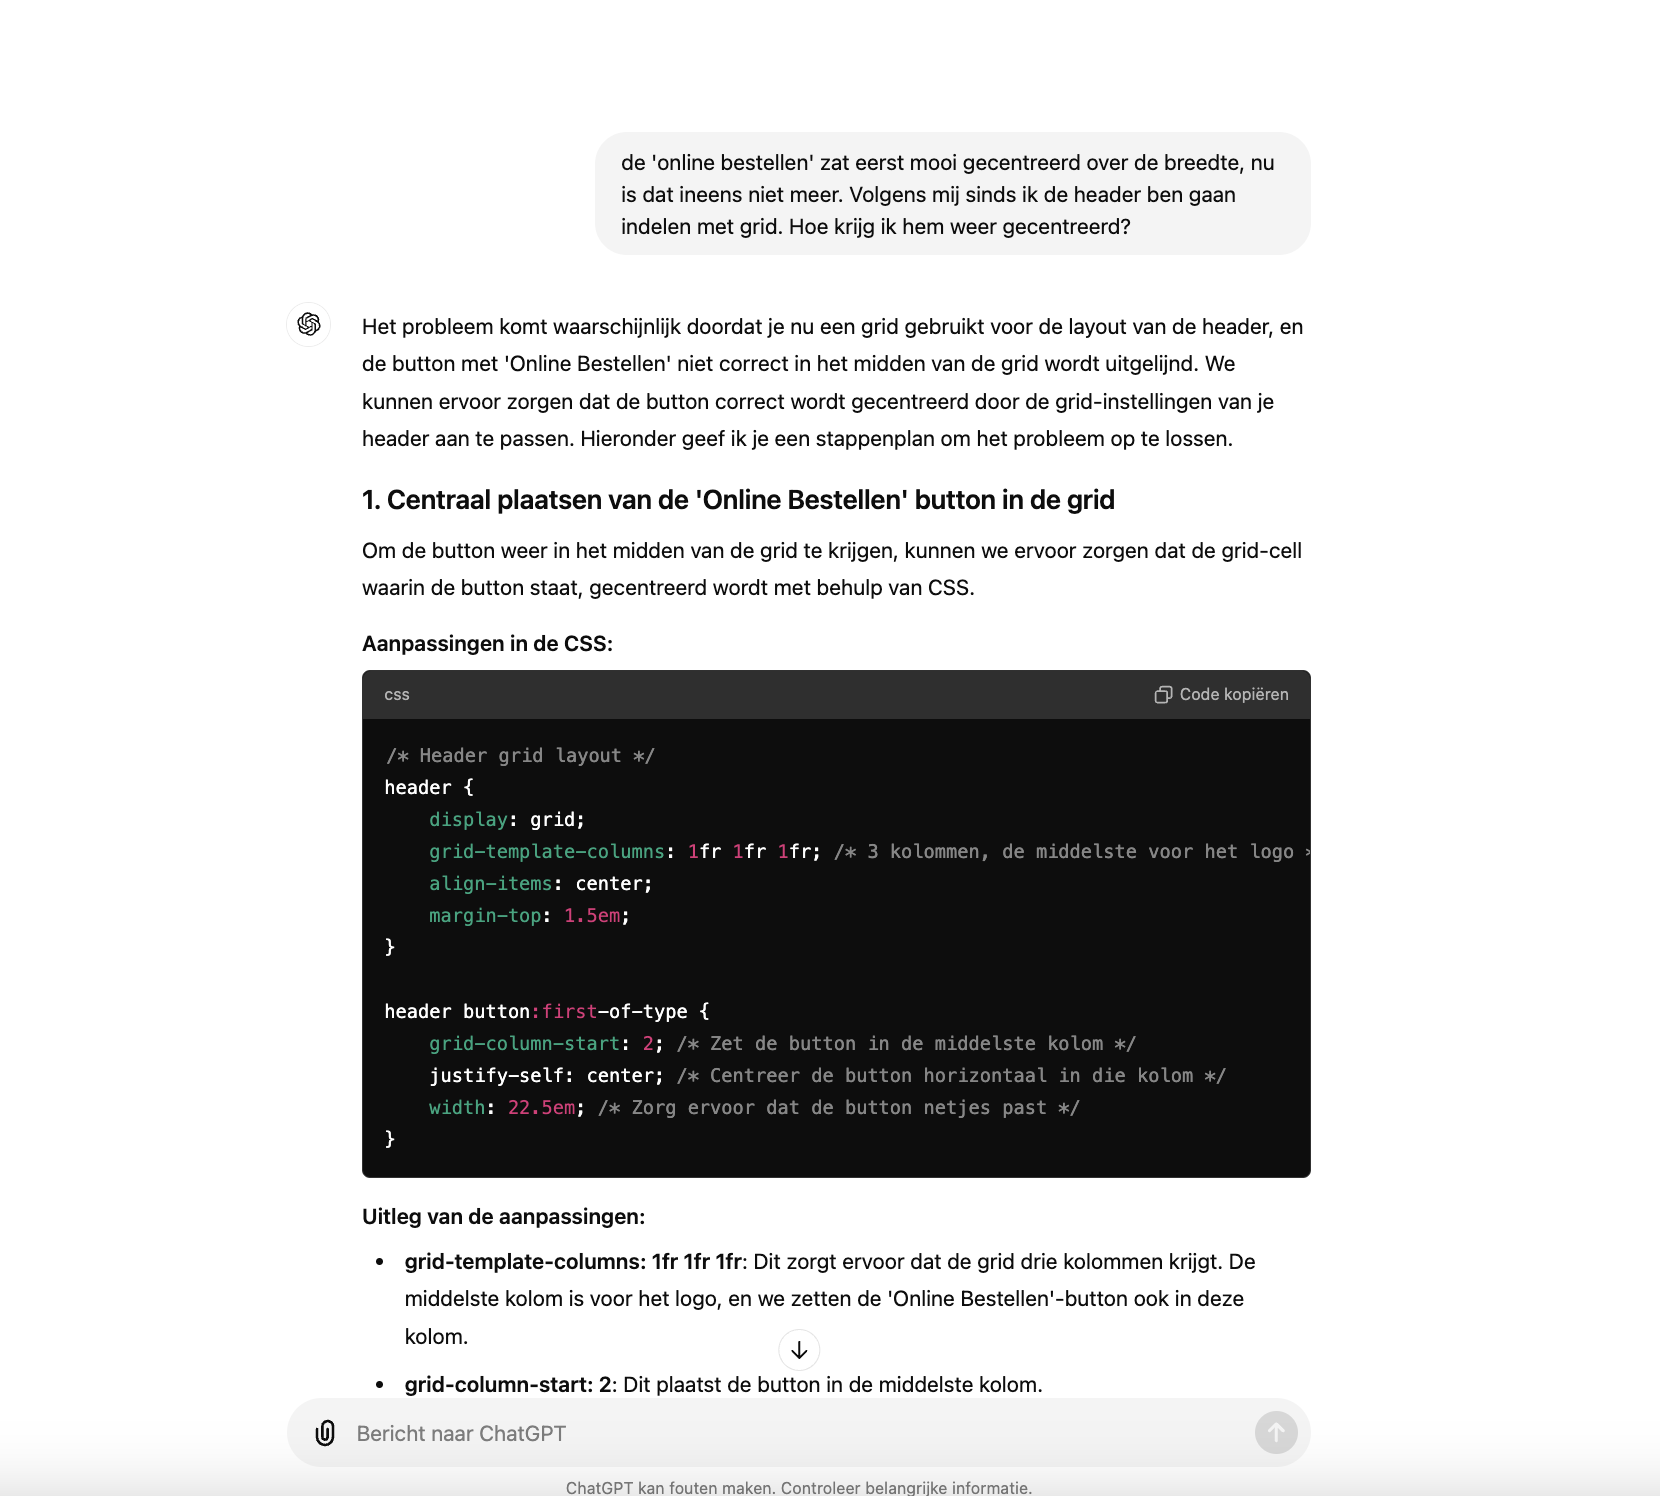 de 'online bestellen' zat eerst mooi gecentreerd over de breedte, nu
is dat ineens niet meer. Volgens mij sinds ik de header ben gaan
indelen met grid. Hoe krijg ik hem weer gecentreerd?
Het probleem komt waarschijnlijk doordat je nu een grid gebruikt voor de layout van de header, en
de button met 'Online Bestellen' niet correct in het midden van de grid wordt uitgelijnd. We
kunnen ervoor zorgen dat de button correct wordt gecentreerd door de grid-instellingen van je
header aan te passen. Hieronder geef ik je een stappenplan om het probleem op te lossen.
1. Centraal plaatsen van de 'Online Bestellen' button in de grid
Om de button weer in het midden van de grid te krijgen, kunnen we ervoor zorgen dat de grid-cell
waarin de button staat, gecentreerd wordt met behulp van CSS.
Aanpassingen in de CSS:
css
Code kopiëren
/* Header grid layout */
header {
    display: grid;
    grid-template-columns: 1fr 1fr 1fr; /* 3 kolommen, de middelste voor het logo *
    align-items: center;
    margin-top: 1.5em;
}
header button:first-of-type {
    grid-column-start: 2; /* Zet de button in de middelste kolom */
    justify-self: center; /* Centreer de button horizontaal in die kolom */
    width: 22.5em; /* Zorg ervoor dat de button netjes past */
}
Uitleg van de aanpassingen:
• grid-template-columns: 1fr 1fr 1fr: Dit zorgt ervoor dat de grid drie kolommen krijgt. De
middelste kolom is voor het logo, en we zetten de 'Online Bestellen'-button ook in deze
kolom.
• grid-column-start: 2: Dit plaatst de button in de middelste kolom.
Bericht naar ChatGPT
ChatGPT kan fouten maken. Controleer belangrijke informatie.